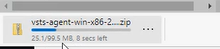 vsts-agent-win-x86-2....zip
25.1/99.5 MB, 8 secs left